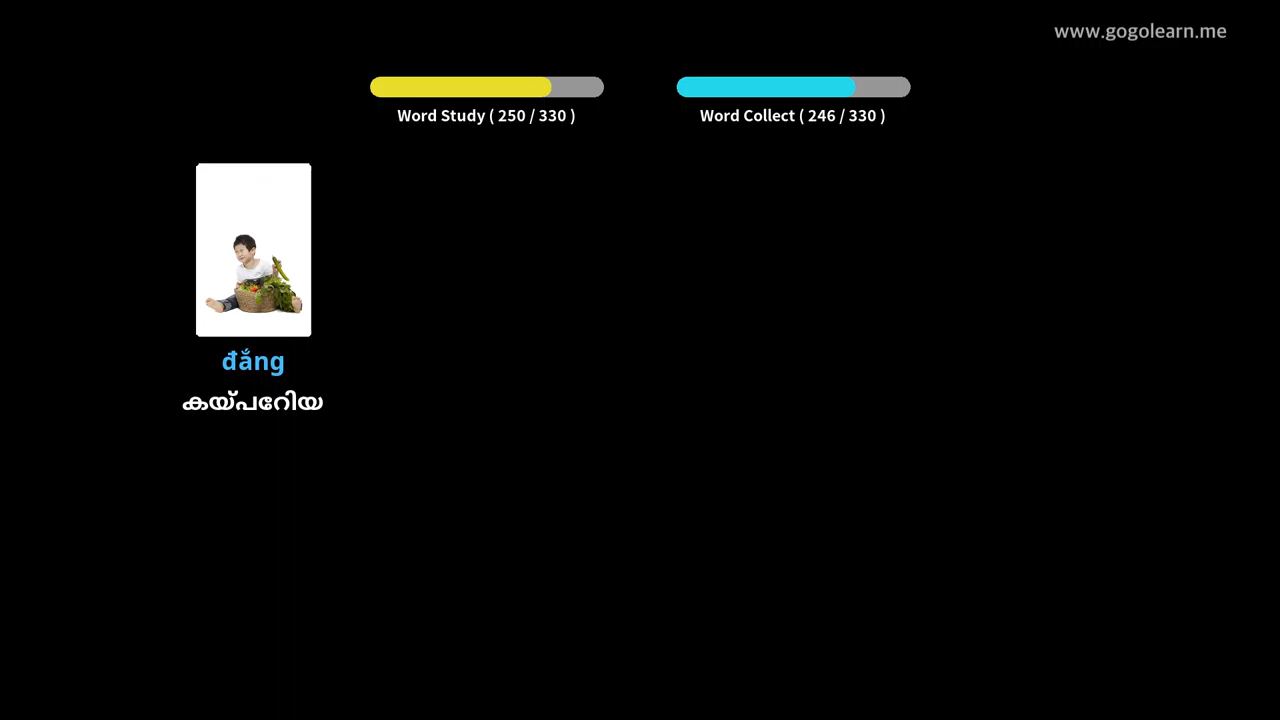 www.gogolearn.me
Word Study ( 250 / 330 )
Word Collect ( 246 / 330 )
đắng
കയ്പറേിയ